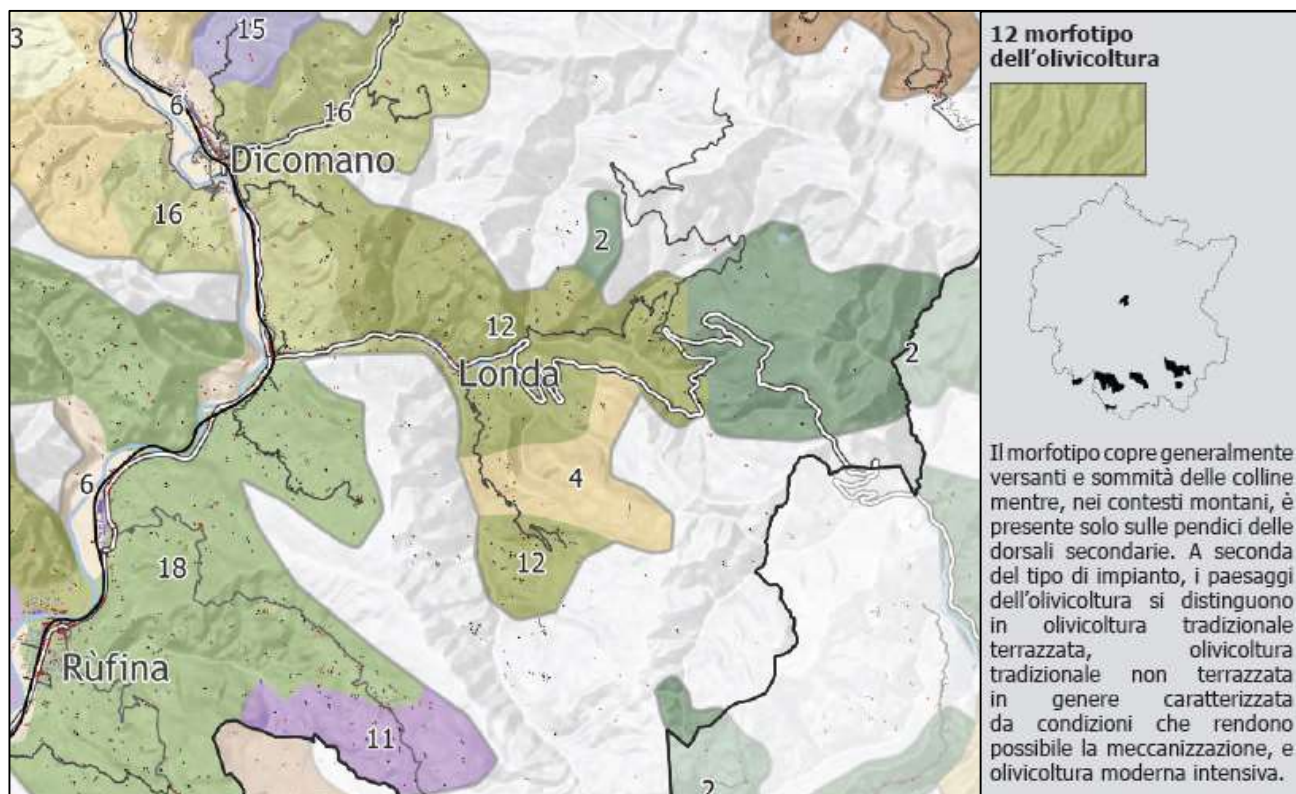 3
15
6
16
Dicomano
16
2
12
2
Londa
4
6
18
12
Rùfina
11
2
12 morfotipo
dell'olivicoltura
Il morfotipo copre generalmente
versanti e sommità delle colline
mentre, nei contesti montani, è
presente solo sulle pendici delle
dorsali secondarie. A seconda
del tipo di impianto, i paesaggi
dell'olivicoltura si distinguono
in olivicoltura tradizionale
terrazzata, olivicoltura
tradizionale non terrazzata
in genere caratterizzata
da condizioni che rendono
possibile la meccanizzazione, e
olivicoltura moderna intensiva.